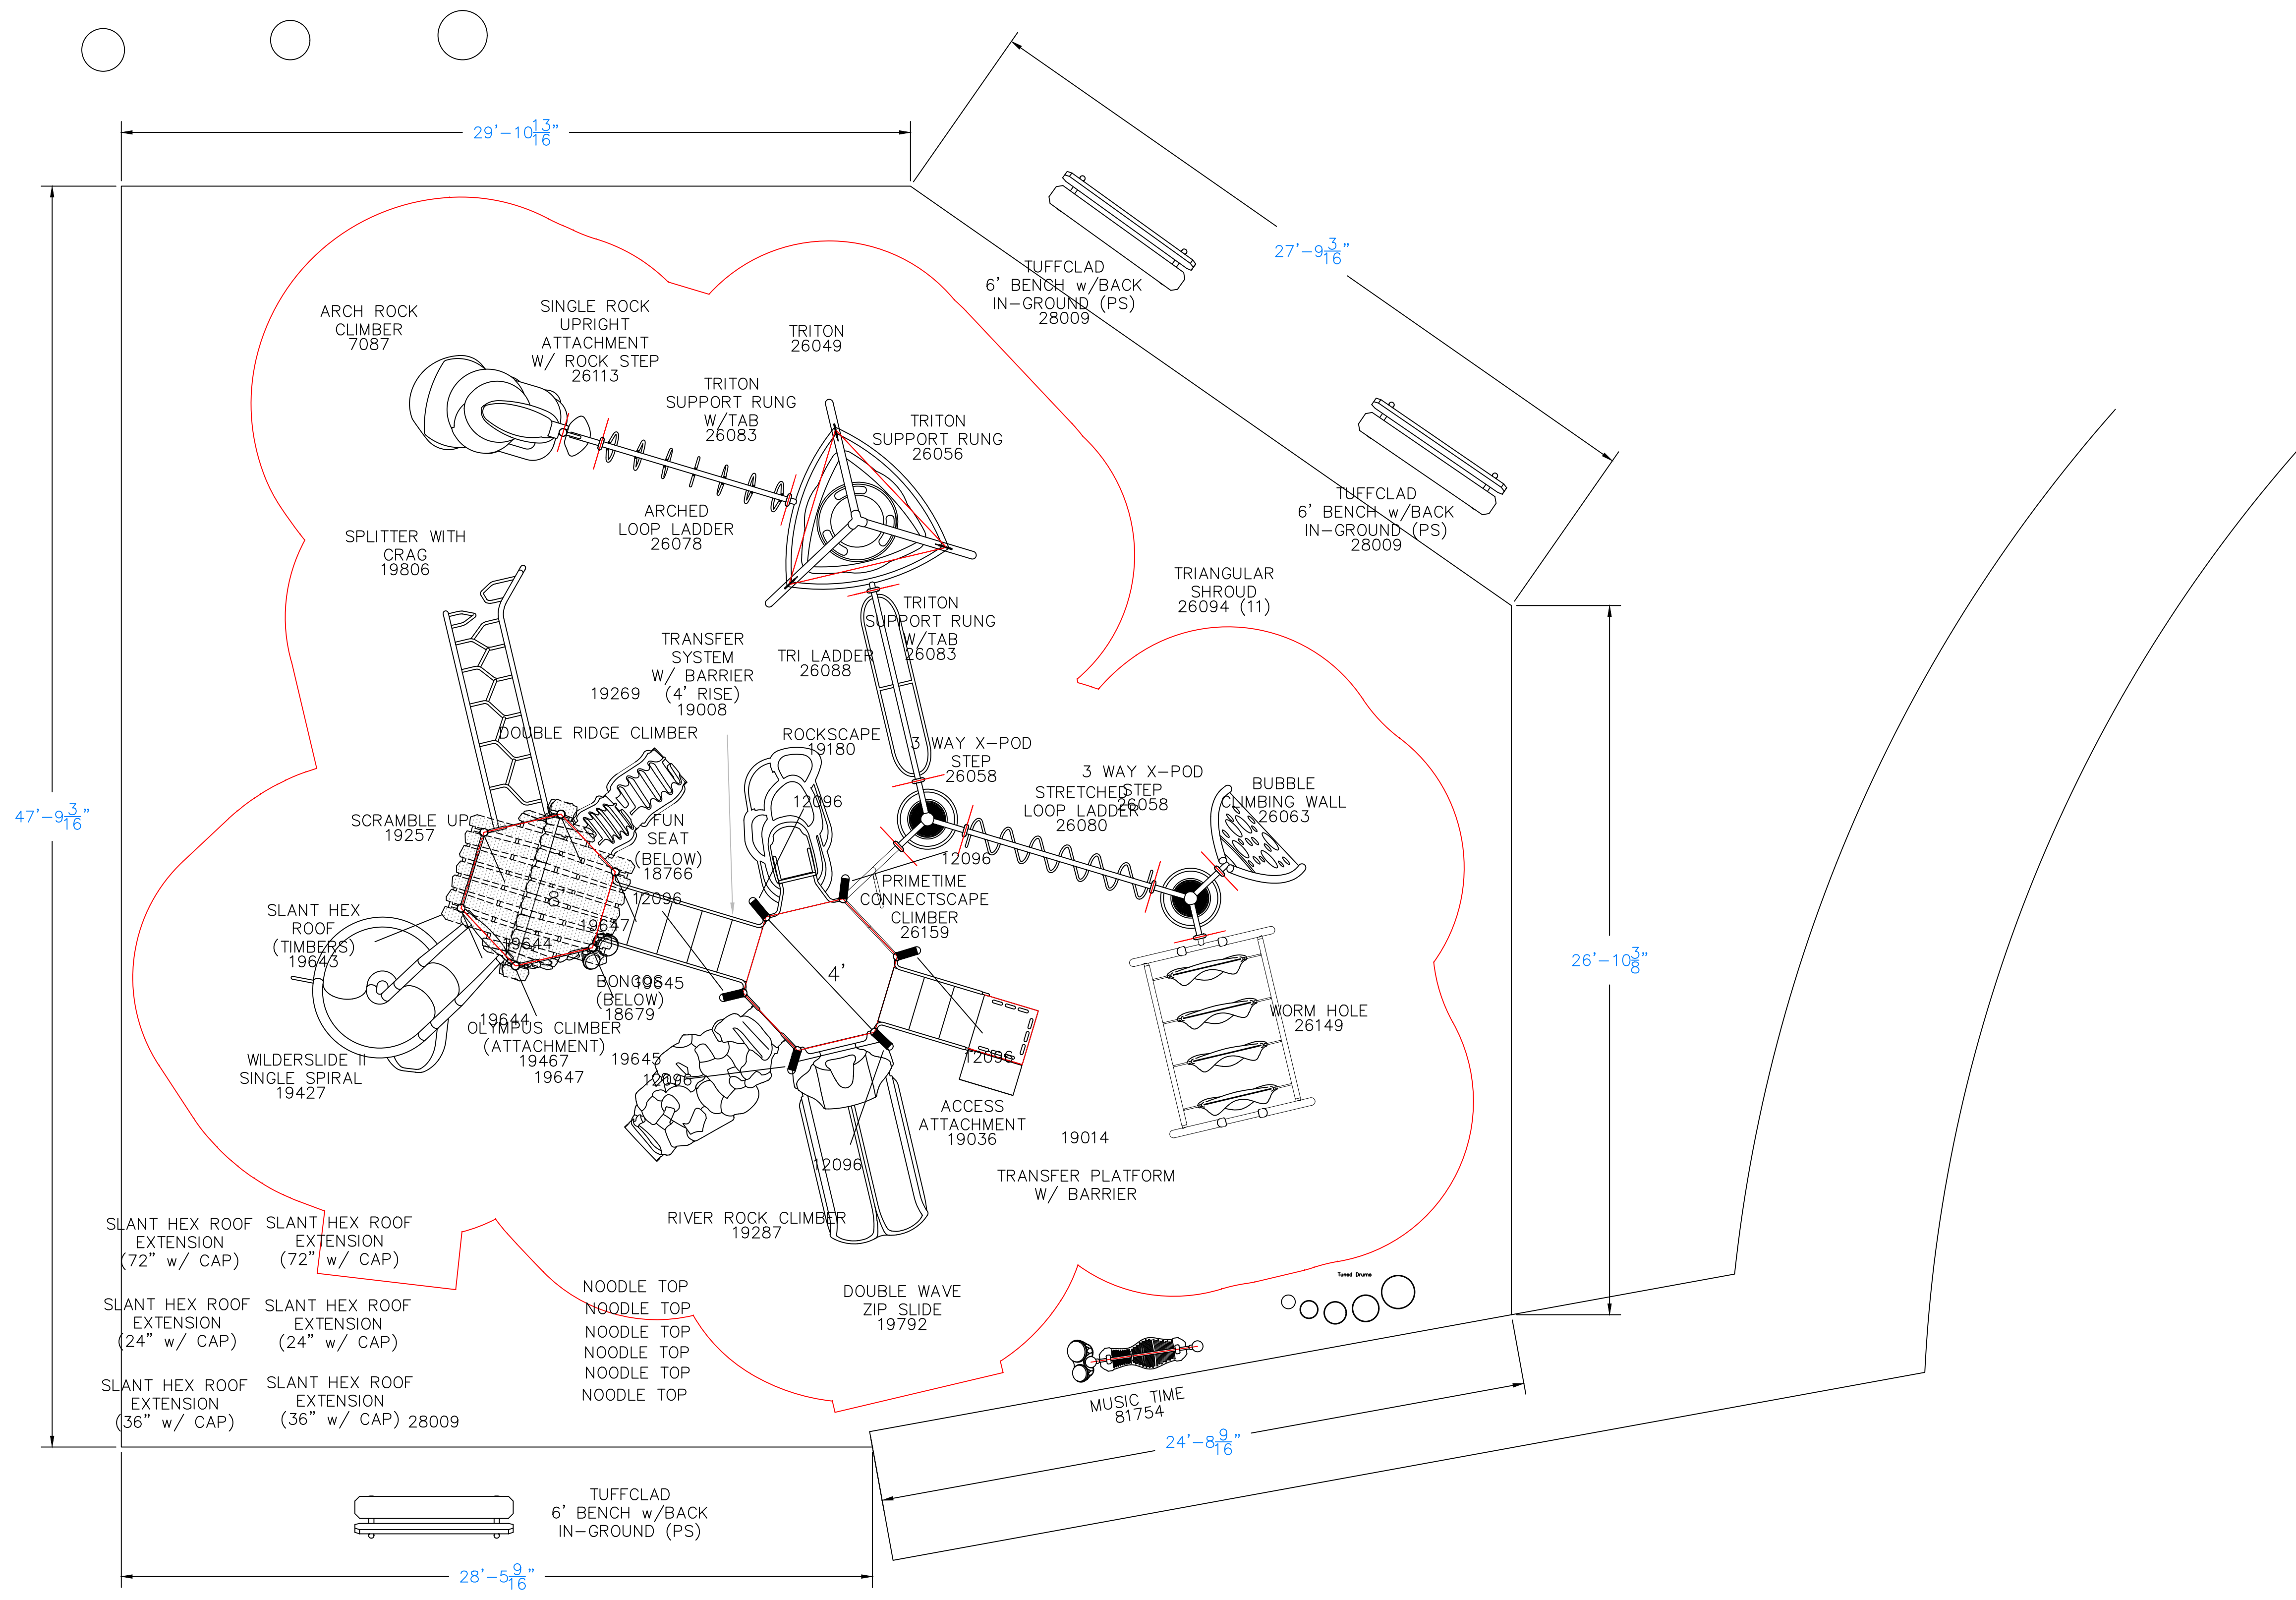 29'-10 13/16"
27'-9 3/16"
TUFFCLAD
6' BENCH w/BACK
IN-GROUND (PS)
28009
ARCH ROCK
CLIMBER
7087
SINGLE ROCK
UPRIGHT
ATTACHMENT
W/ ROCK STEP
26113
TRITON
26049
TRITON
SUPPORT RUNG
W/TAB
26083
TRITON
SUPPORT RUNG
26056
TUFFCLAD
6' BENCH w/BACK
IN-GROUND (PS)
28009
ARCHED
LOOP LADDER
26078
SPLITTER WITH
CRAG
19806
TRIANGULAR
SHROUD
26094 (11)
TRITON
SUPPORT RUNG
W/TAB
26083
TRANSFER
SYSTEM
W/ BARRIER
(4' RISE)
19008
TRI LADDER
26088
19269
DOUBLE RIDGE CLIMBER
ROCKSCAPE
19180
3 WAY X-POD
STEP
26058
3 WAY X-POD
STEP
26058
STRETCHED
LOOP LADDER
26080
BUBBLE
CLIMBING WALL
26063
47'-9 3/16"
12096
SCRAMBLE UP
19257
FUN
SEAT
(BELOW)
18766
12096
12096
PRIMETIME
CONNECTSCAPE
CLIMBER
26159
8'
SLANT HEX
ROOF
(TIMBERS)
19643
19647
19644
4'
26'-10 3/8"
BONGOS
(BELOW)
18679
19645
WORM HOLE
26149
19644
OLYMPUS CLIMBER
(ATTACHMENT)
19467
19647
19645
12096
12096
WILDERSLIDE II
SINGLE SPIRAL
19427
ACCESS
ATTACHMENT
19036
19014
12096
TRANSFER PLATFORM
W/ BARRIER
RIVER ROCK CLIMBER
19287
SLANT HEX ROOF
EXTENSION
(72" w/ CAP)
SLANT HEX ROOF
EXTENSION
(72" w/ CAP)
SLANT HEX ROOF
EXTENSION
(24" w/ CAP)
SLANT HEX ROOF
EXTENSION
(24" w/ CAP)
SLANT HEX ROOF
EXTENSION
(36" w/ CAP)
SLANT HEX ROOF
EXTENSION
(36" w/ CAP)
28009
NOODLE TOP
NOODLE TOP
NOODLE TOP
NOODLE TOP
NOODLE TOP
NOODLE TOP
DOUBLE WAVE
ZIP SLIDE
19792
Tuned Drums
MUSIC TIME
81754
24'-8 9/16"
TUFFCLAD
6' BENCH w/BACK
IN-GROUND (PS)
28'-5 9/16"